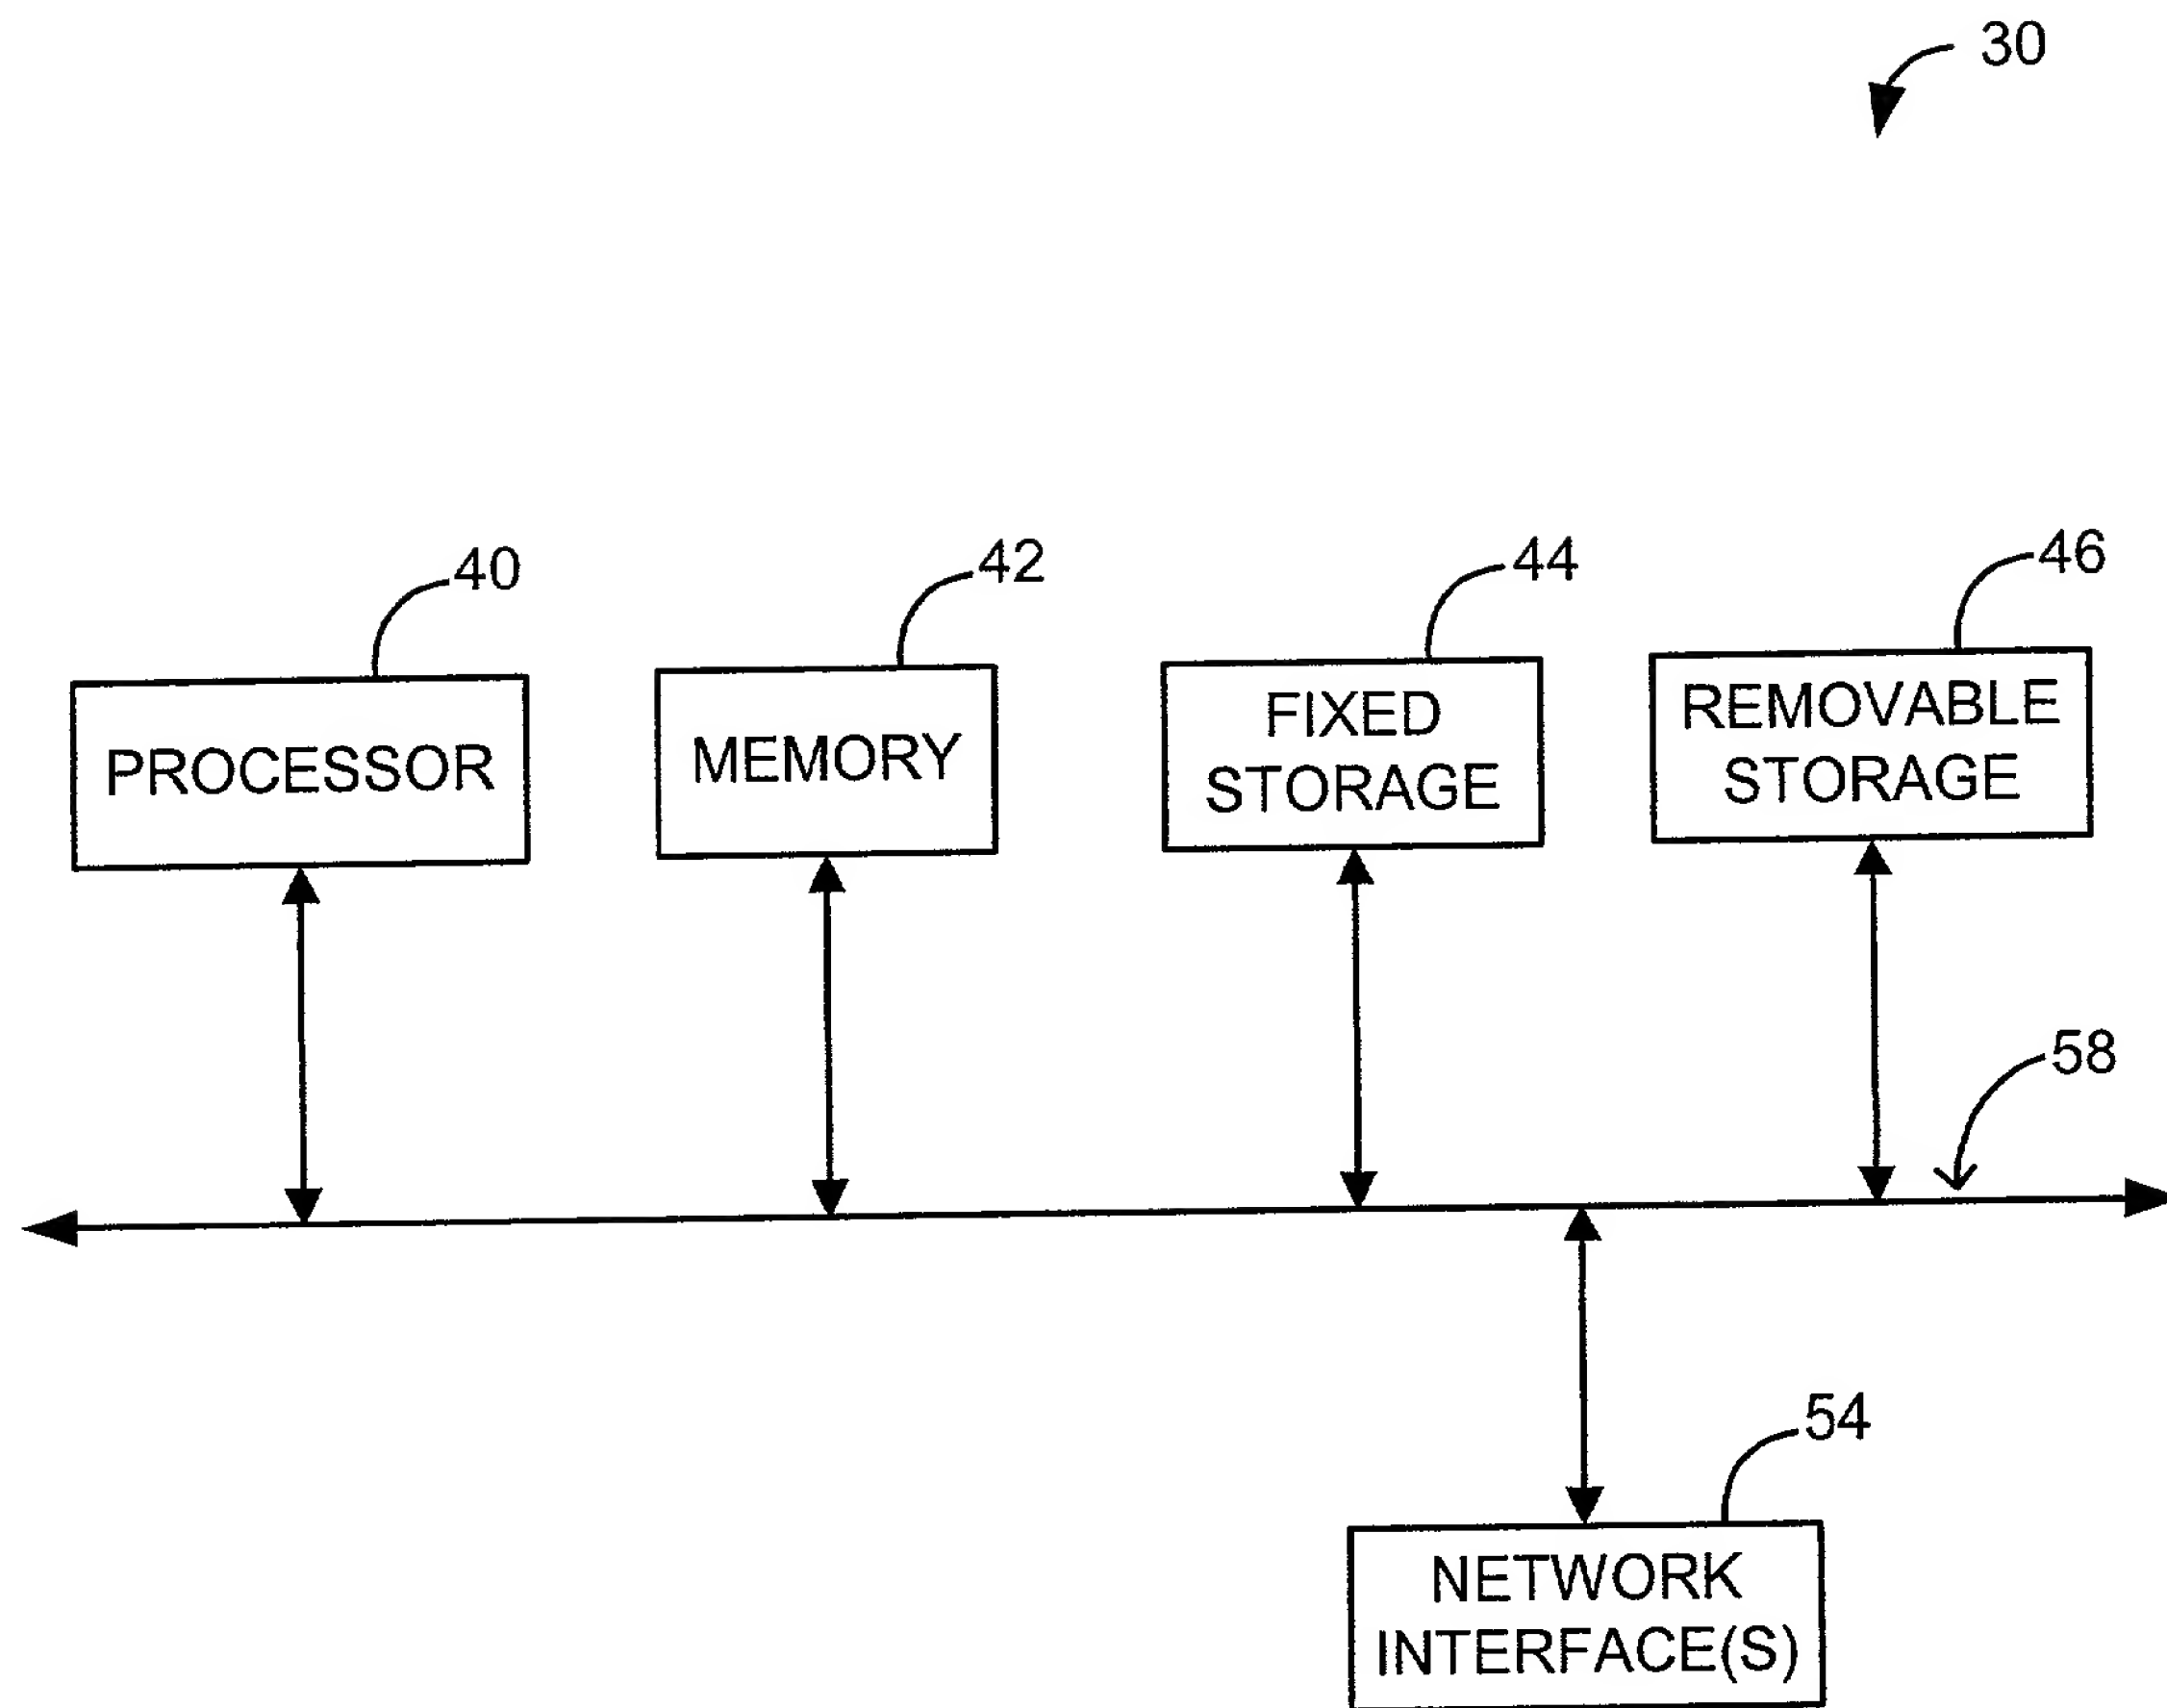 30
40
42
44
46
PROCESSOR
MEMORY
FIXED
STORAGE
REMOVABLE
STORAGE
58
54
NETWORK
INTERFACE(S)